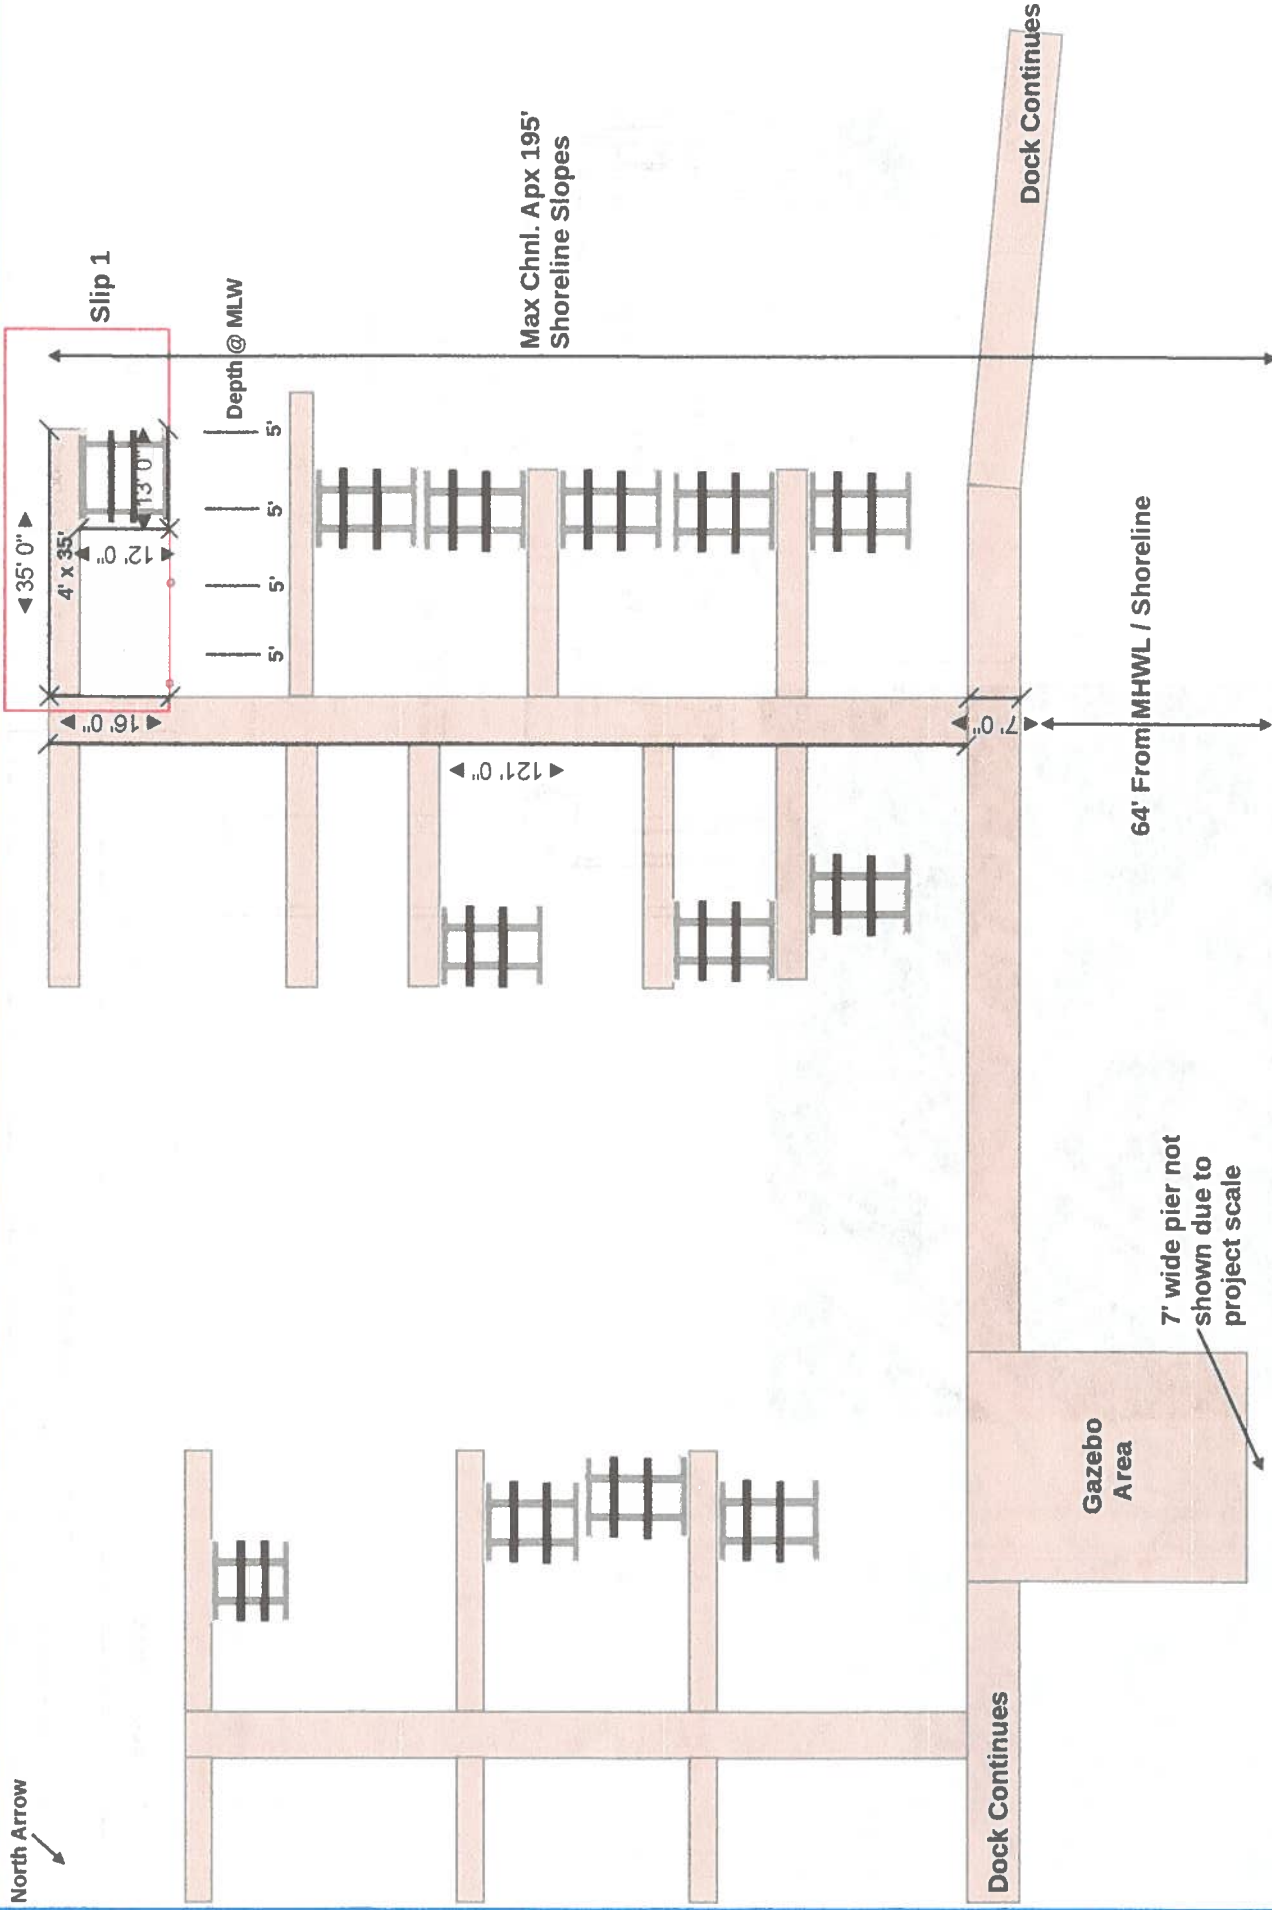 North Arrow
Slip 1
◄ 35' 0" ►
4' x 35'
◄ 12' 0" ►
◄ 13' 0" ►
◄ 16' 0" ►
Depth @ MLW
5'
5'
5'
5'
Max Chnl. Apx 195'
Shoreline Slopes
◄ 121' 0" ►
◄ 7' 0" ►
64' From MHWL / Shoreline
Dock Continues
7' wide pier not
shown due to
project scale
Gazebo
Area
Dock Continues